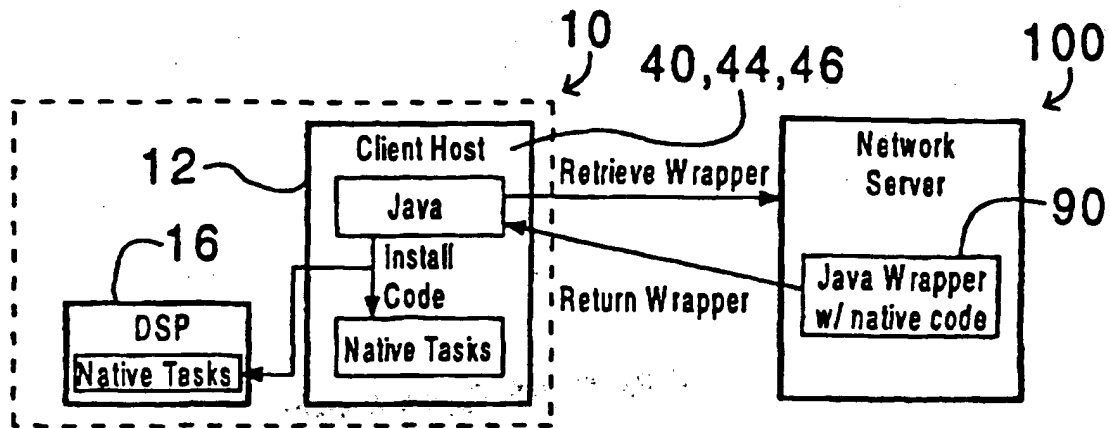 10
40,44,46
100
12
Client Host
Network
Server
Retrieve Wrapper
Java
90
16
Install
Code
Return Wrapper
Java Wrapper
w/ native code
DSP
Native Tasks
Native Tasks